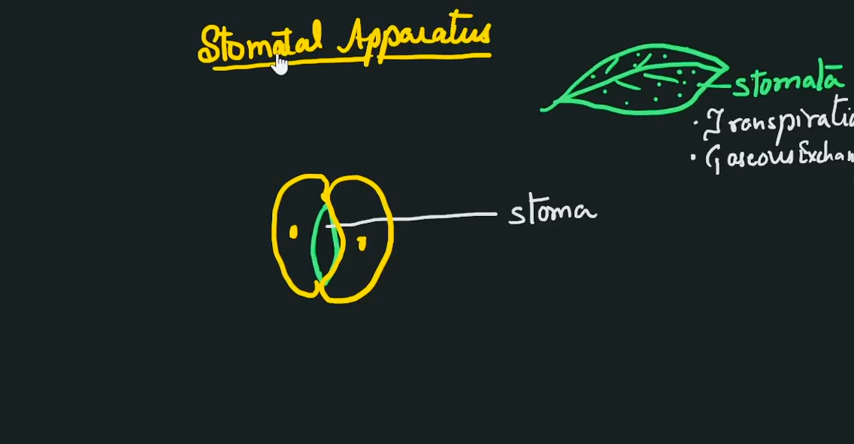 Stomatal Apparatus
stomata
• Transpiratio
• Gaseous Exchan
stoma